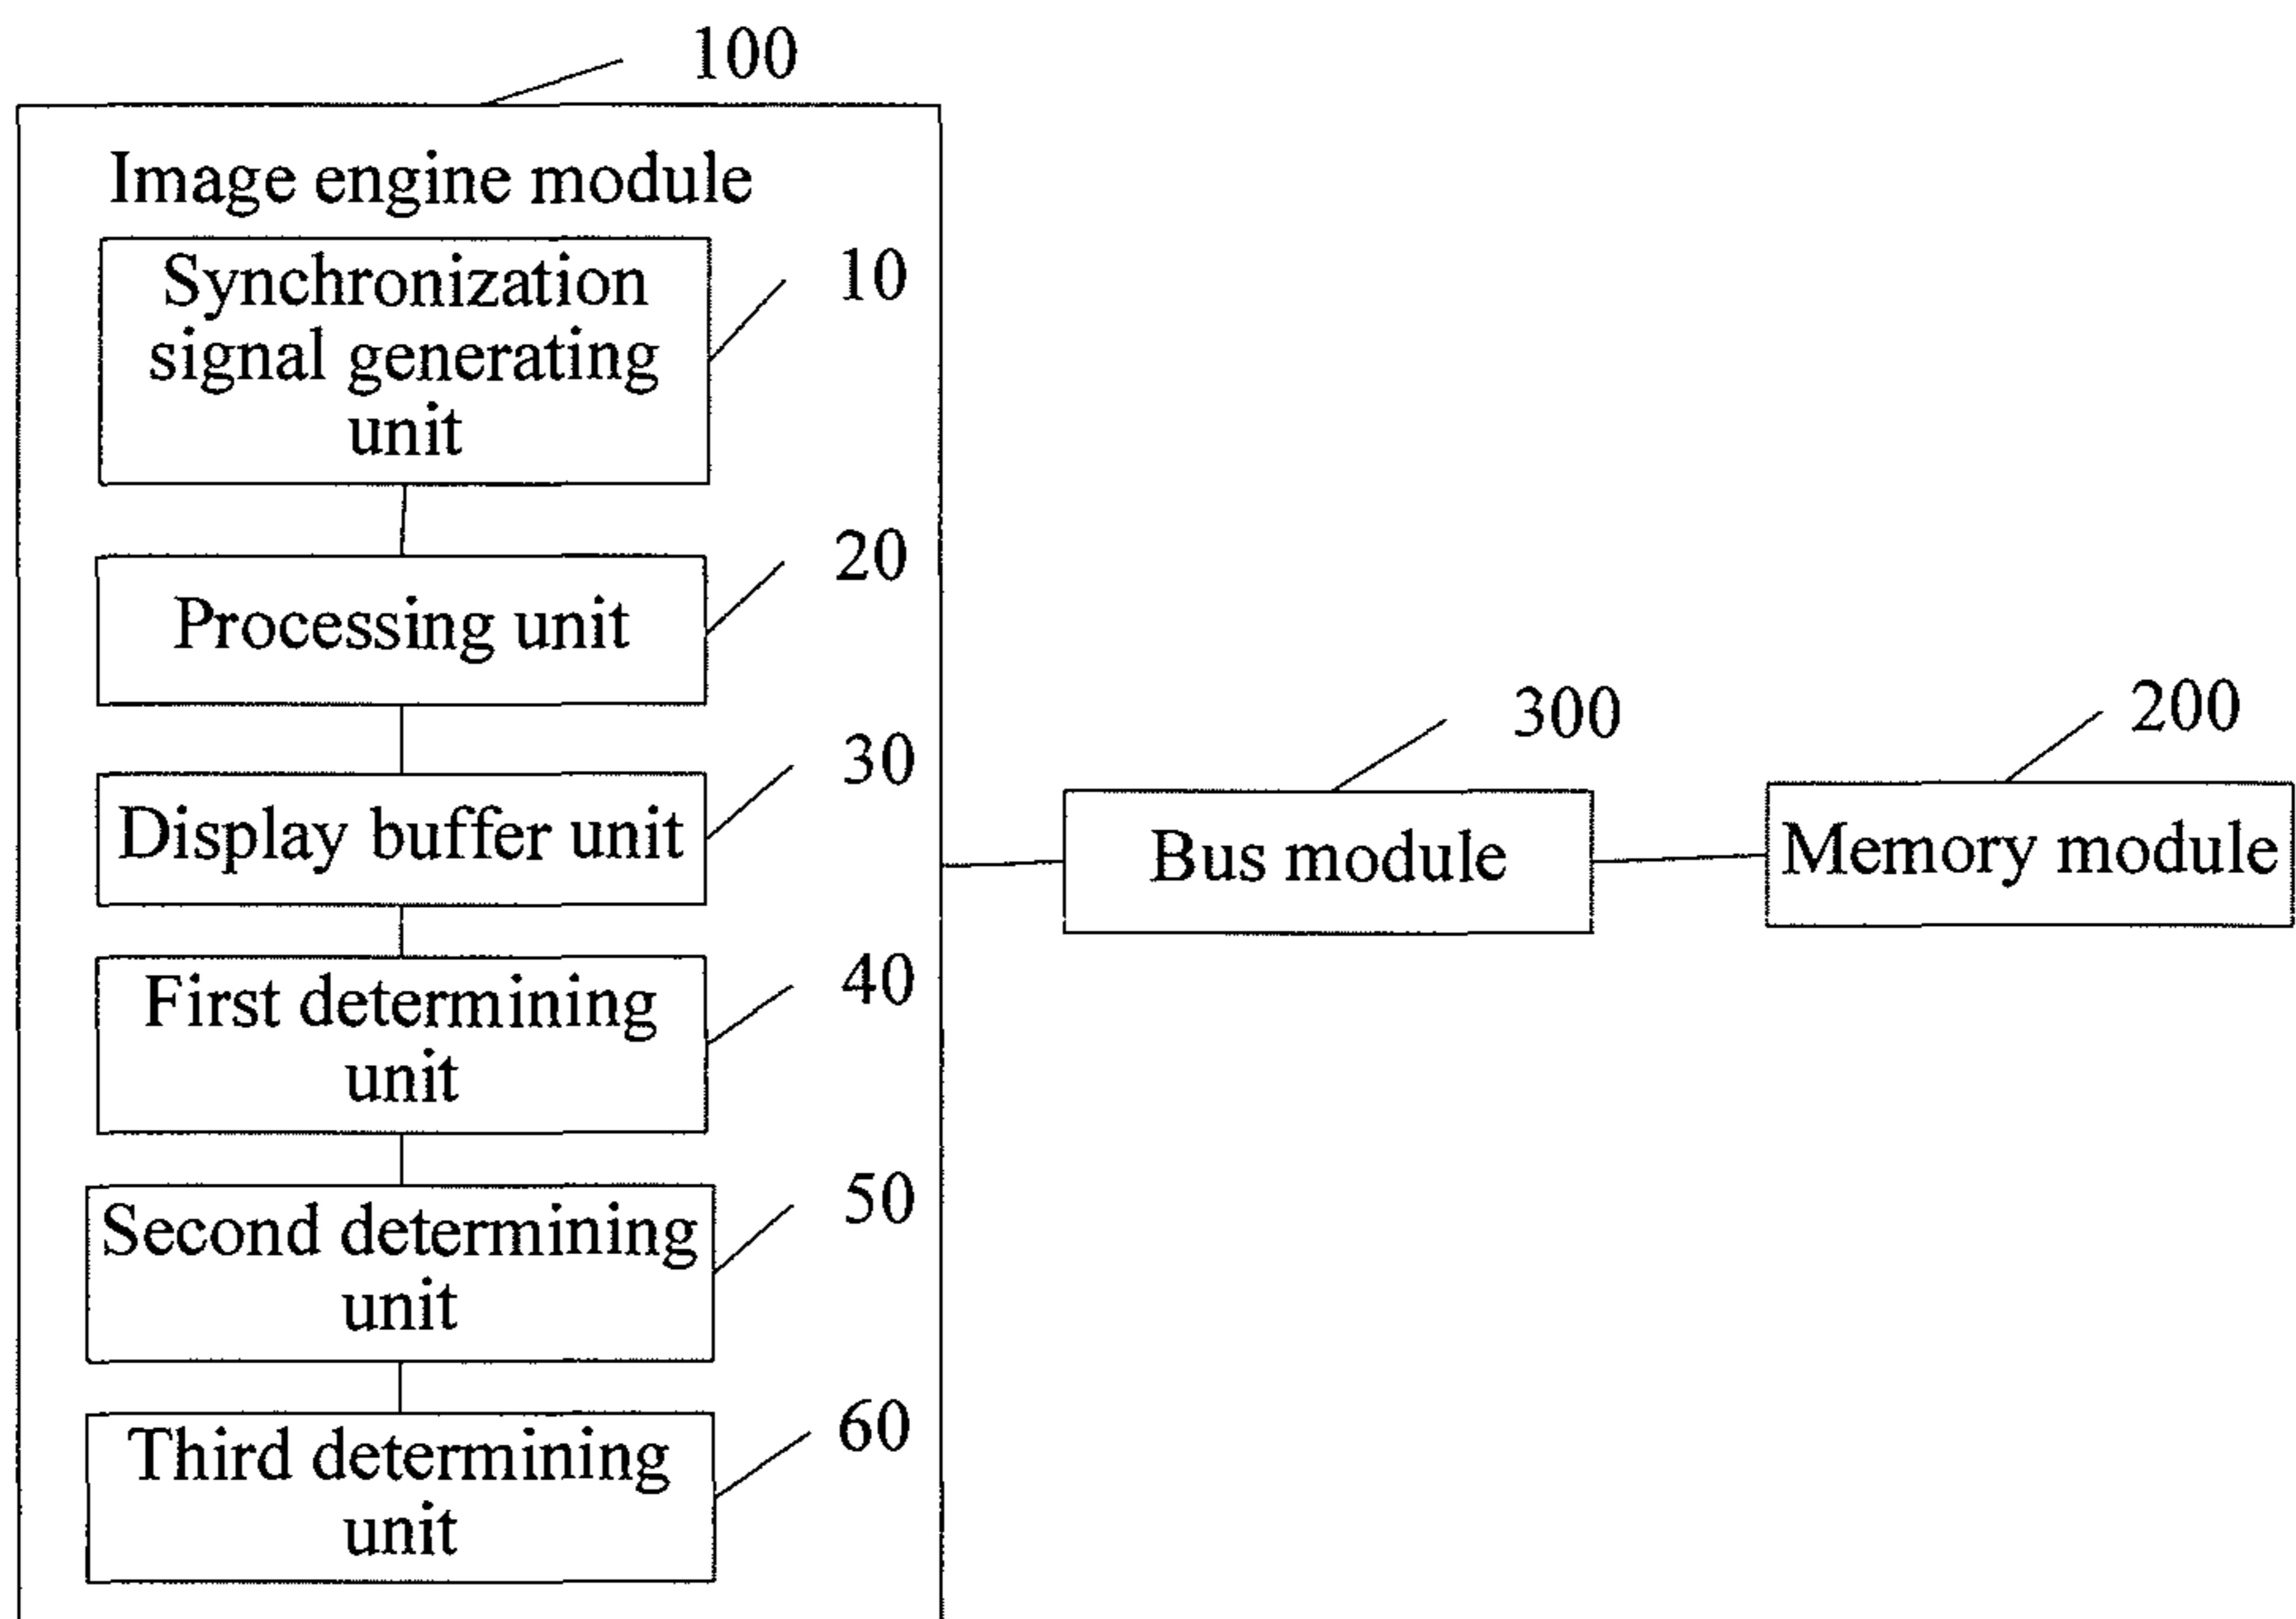 100
Image engine module
Synchronization
signal generating
unit
10
Processing unit
20
Display buffer unit
30
First determining
unit
40
Second determining
unit
50
Third determining
unit
60
Bus module
300
Memory module
200